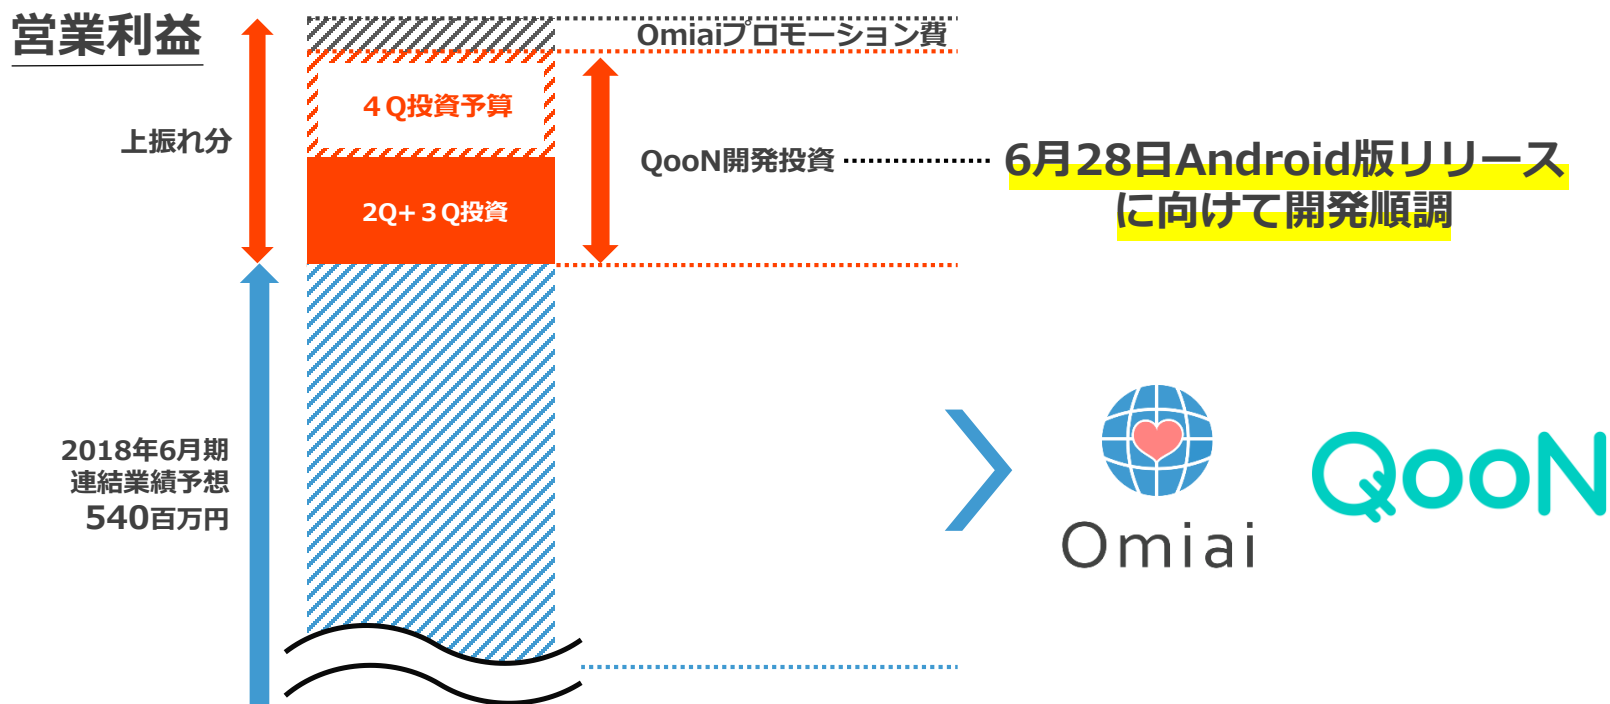 営業利益
Omiaiプロモーション費
４Q投資予算
上振れ分
QooN開発投資
6月28日Android版リリース
に向けて開発順調
2Q+３Q投資
2018年6月期
連結業績予想
540百万円
Omiai
QooN